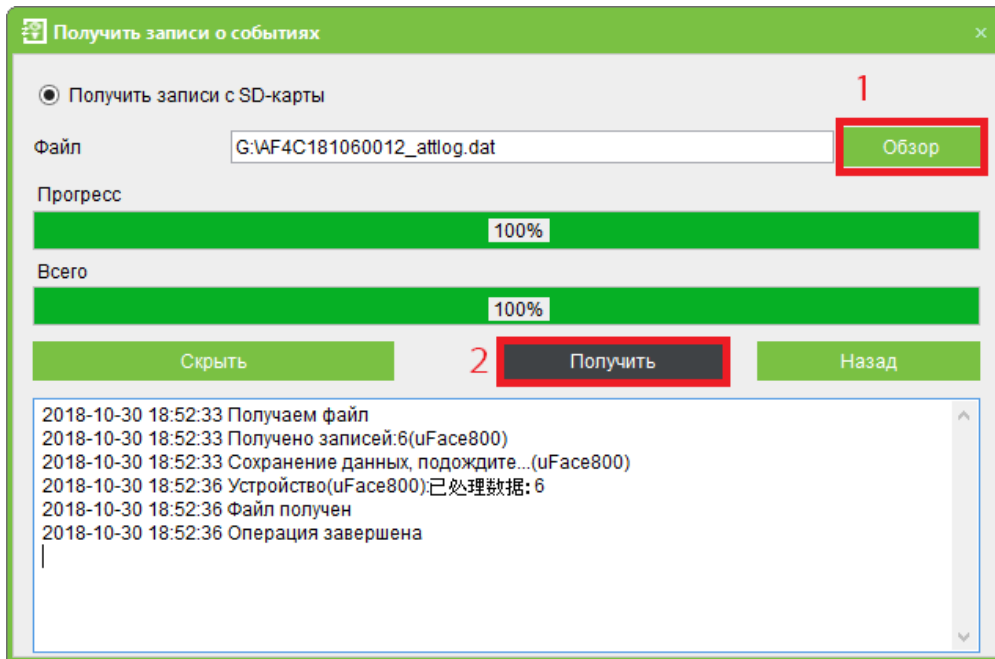 Получить записи о событиях
Получить записи с SD-карты
1
Файл G:\AF4C181060012_attlog.dat Обзор
Прогресс
100%
Всего
100%
Скрыть 2 Получить Назад
2018-10-30 18:52:33 Получаем файл
2018-10-30 18:52:33 Получено записей:6(uFace800)
2018-10-30 18:52:33 Сохранение данных, подождите...(uFace800)
2018-10-30 18:52:36 Устройство(uFace800):已处理数据: 6
2018-10-30 18:52:36 Файл получен
2018-10-30 18:52:36 Операция завершена